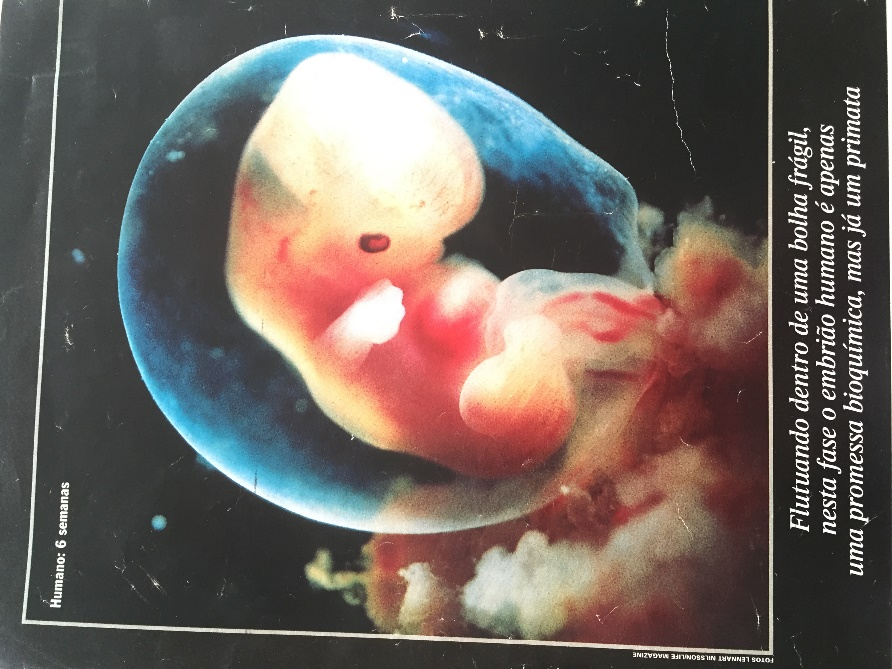 Humano: 6 semanas
Flutuando dentro de uma bolha frágil,
nesta fase o embrião humano é apenas
uma promessa bioquímica, mas já um primata
FOTOS LENNART NILSSON/LIFE MAGAZINE